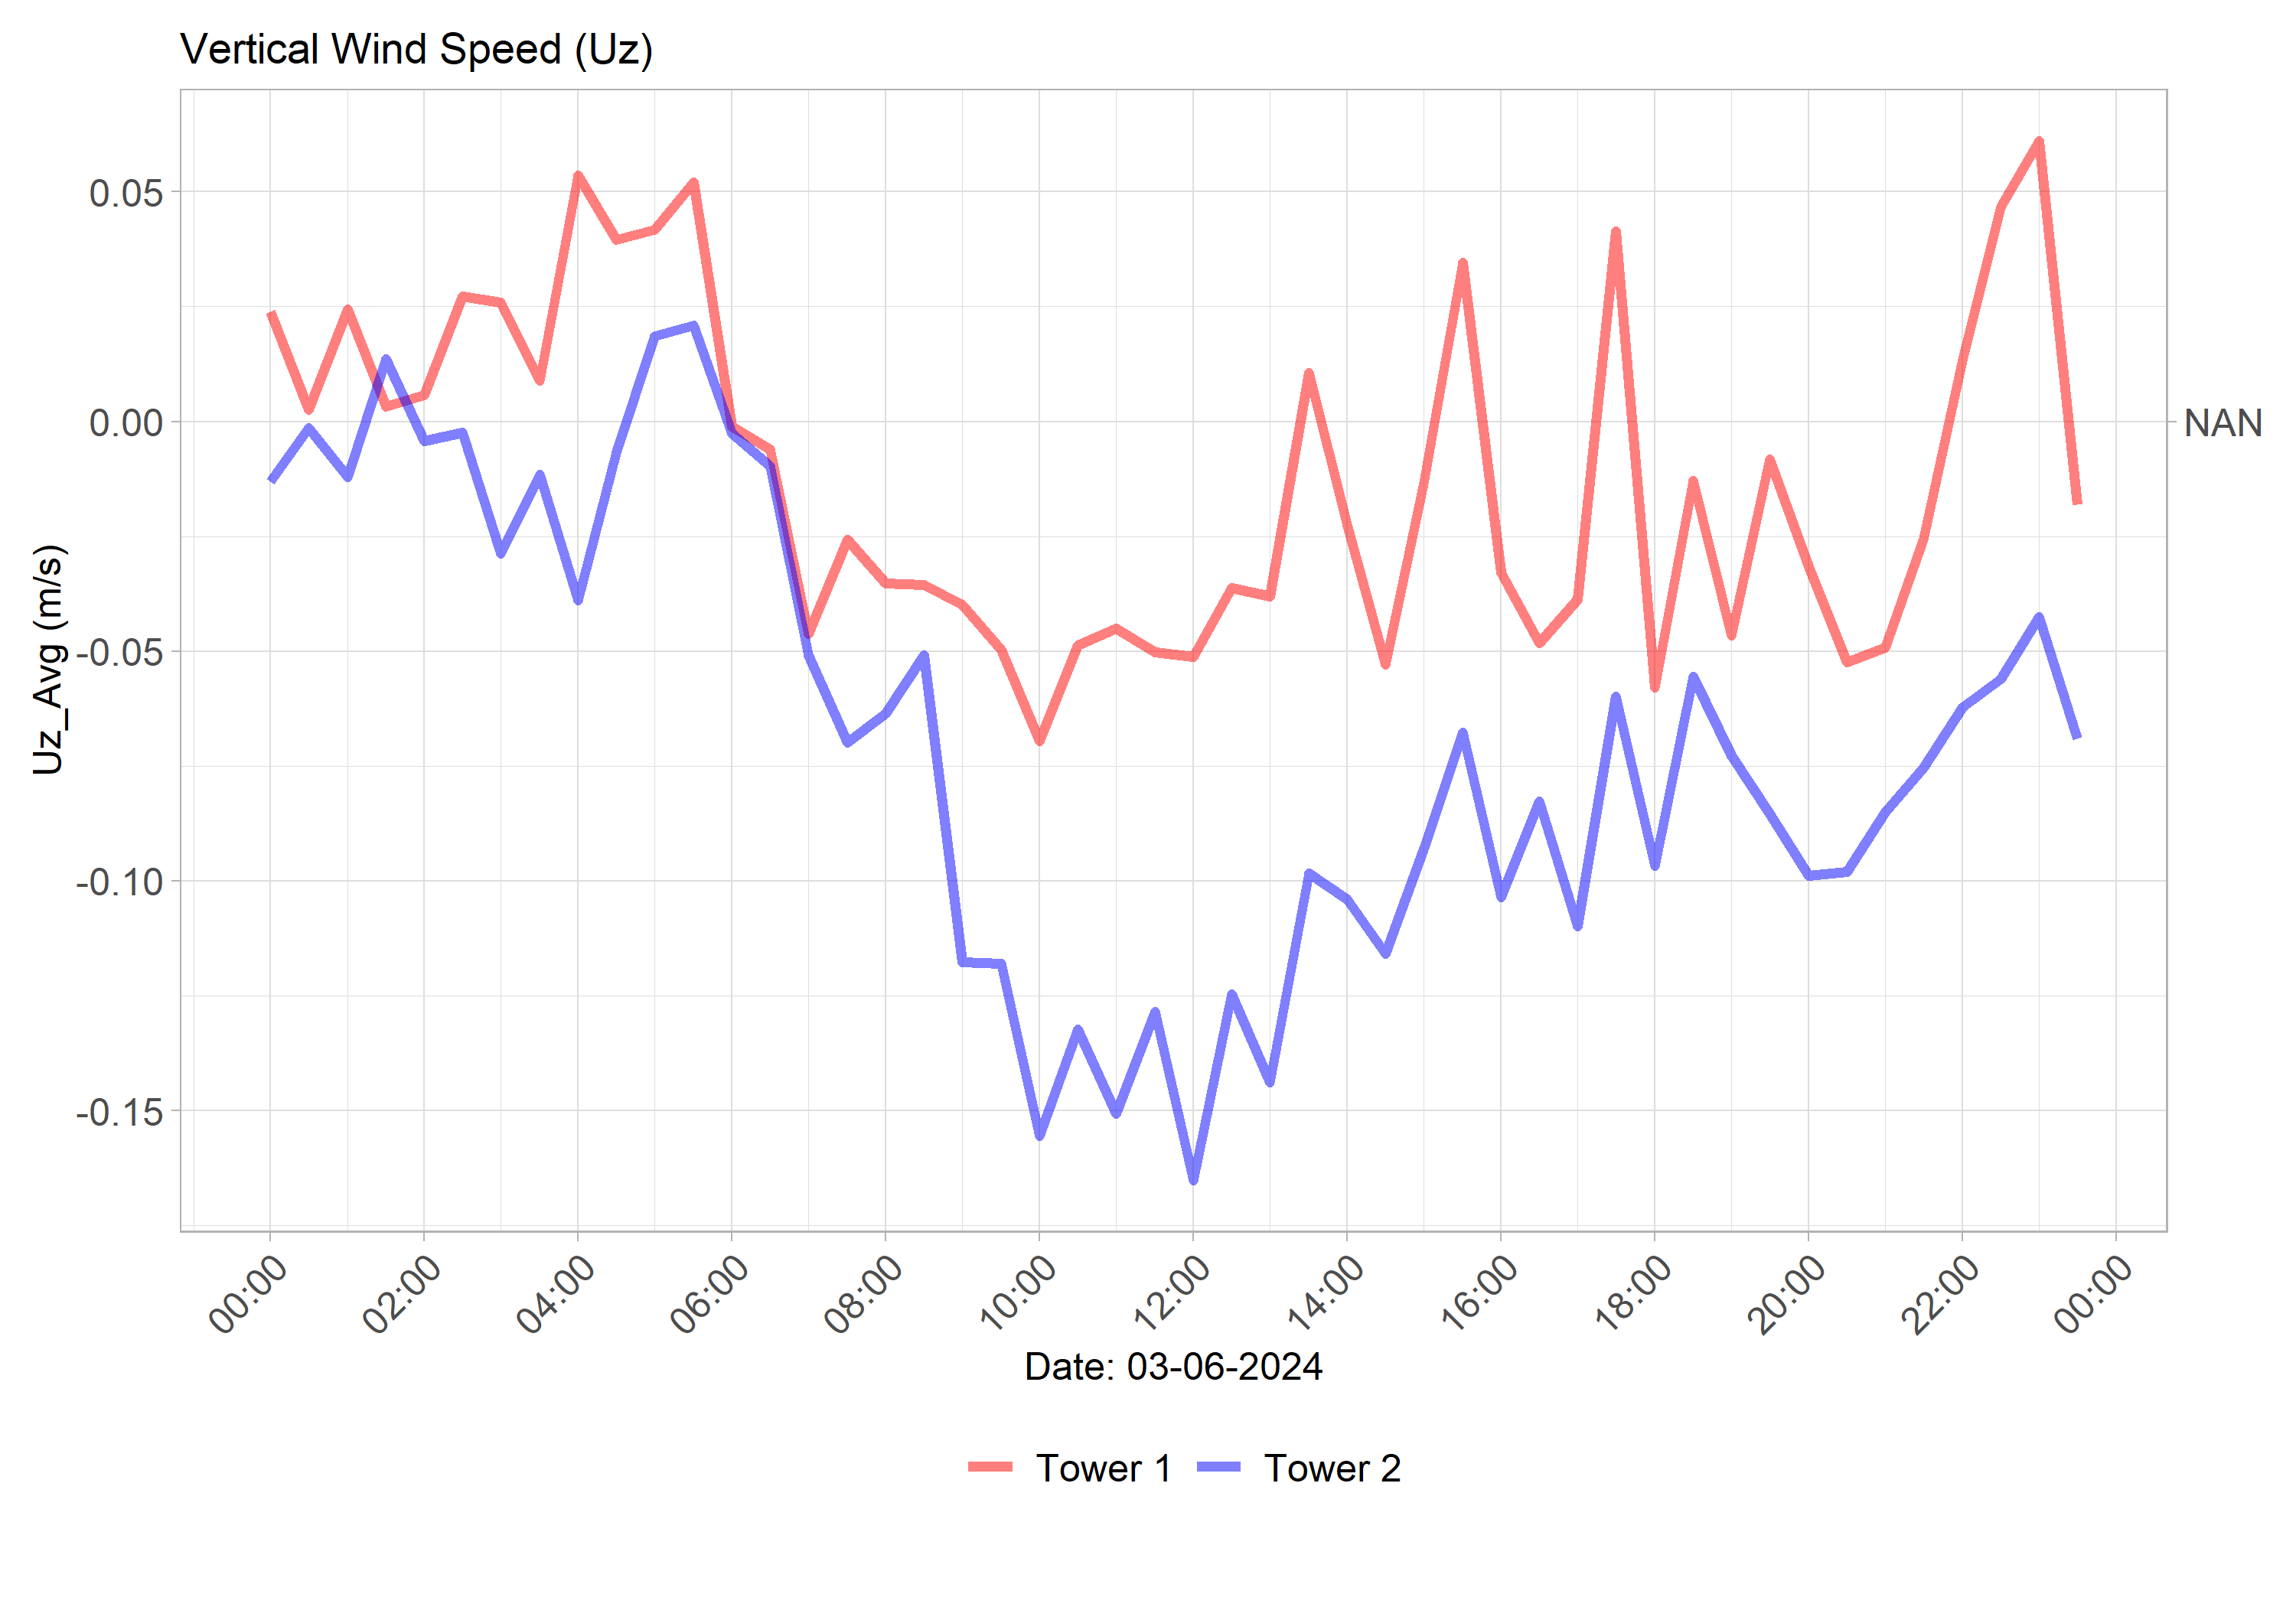 Vertical Wind Speed (Uz)
Uz_Avg (m/s)
0.05
0.00
-0.05
-0.10
-0.15
NAN
00:00 02:00 04:00 06:00 08:00 10:00 12:00 14:00 16:00 18:00 20:00 22:00 00:00
Date: 03-06-2024
Tower 1 Tower 2